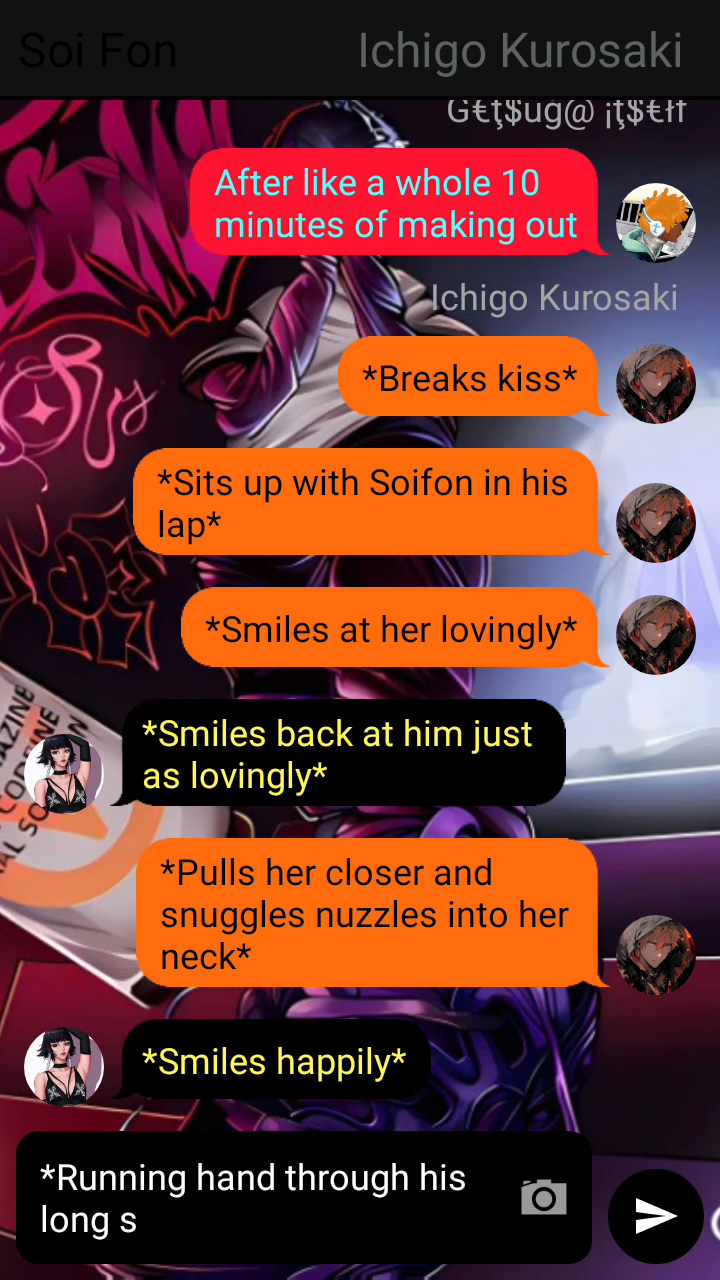 Soi Fon
Ichigo Kurosaki
G€ţ$ug@ įţ$€łf
After like a whole 10
minutes of making out
Ichigo Kurosaki
*Breaks kiss*
*Sits up with Soifon in his
lap*
*Smiles at her lovingly*
*Smiles back at him just
as lovingly*
*Pulls her closer and
snuggles nuzzles into her
neck*
*Smiles happily*
*Running hand through his
long s